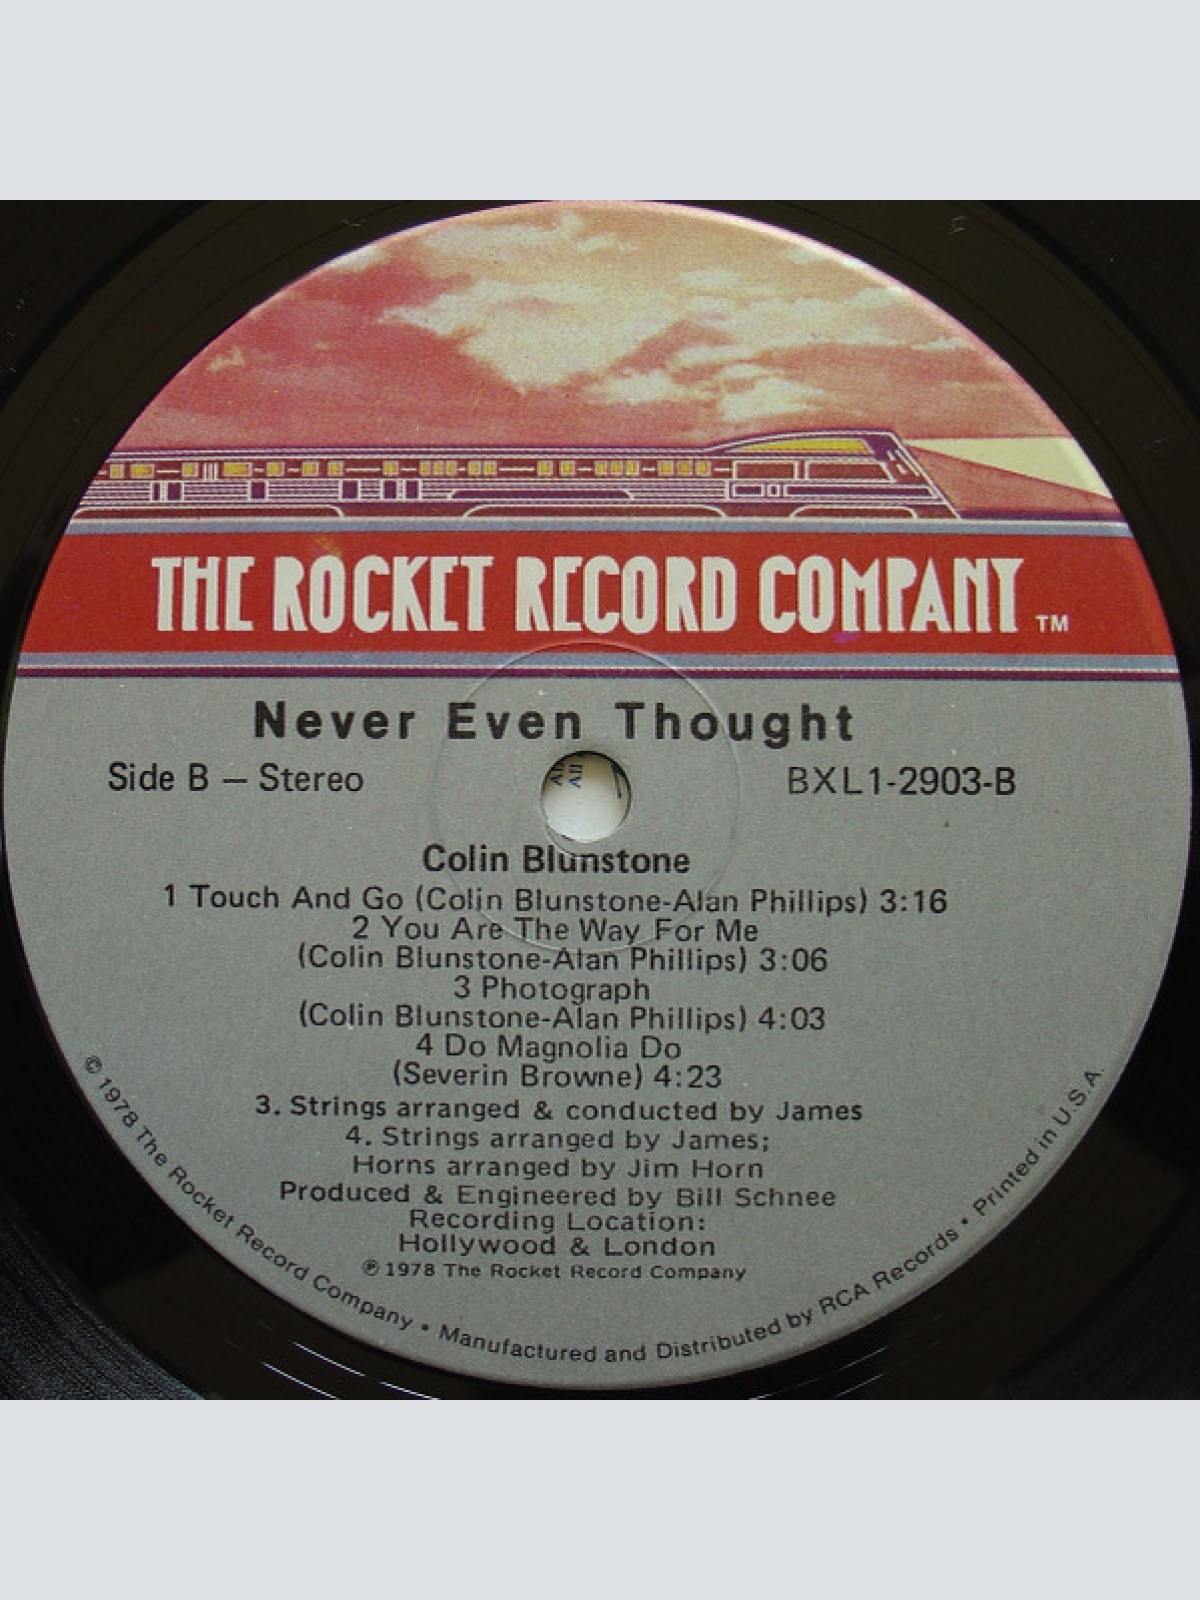 THE ROCKET RECORD COMPANY TM
Never Even Thought
Side B — Stereo
BXL1-2903-B
All
Colin Blunstone
1 Touch And Go (Colin Blunstone-Alan Phillips) 3:16
2 You Are The Way For Me
(Colin Blunstone-Alan Phillips) 3:06
3 Photograph
(Colin Blunstone-Alan Phillips) 4:03
4 Do Magnolia Do
(Severin Browne) 4:23
3. Strings arranged & conducted by James
4. Strings arranged by James;
Horns arranged by Jim Horn
Produced & Engineered by Bill Schnee
Recording Location:
Hollywood & London
℗ 1978 The Rocket Record Company
© 1978 The Rocket Record Company • Manufactured and Distributed by RCA Records • Printed in U.S.A.